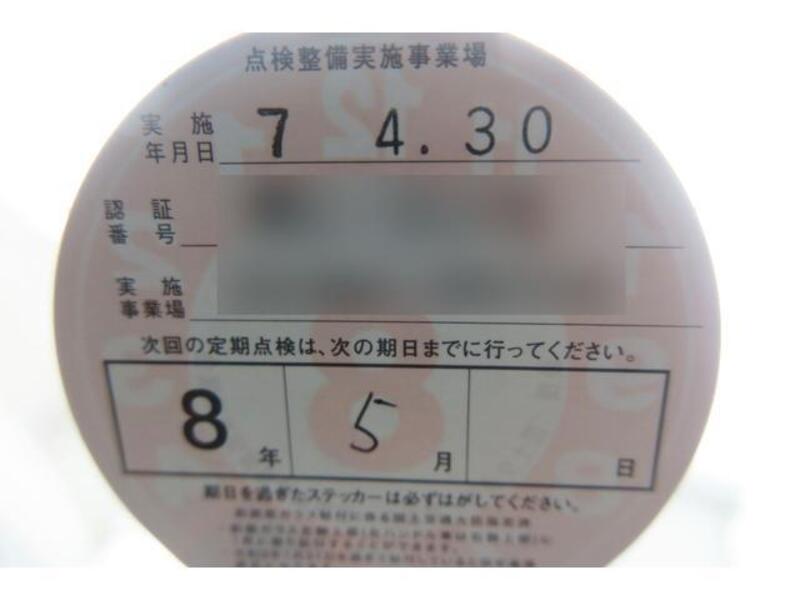 点検整備実施事業場
実施年月日 7 4.30
認証番号
実施事業場
次回の定期点検は、次の期日までに行ってください。
8年 5月 日
期日を過ぎたステッカーは必ずはがしてください。